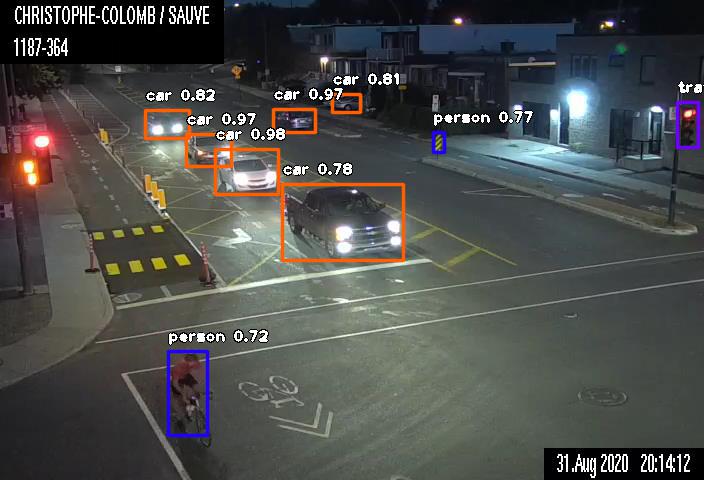 CHRISTOPHE-COLOMB / SAUVE
1187-364
car 0.82
car 0.97
car 0.98
car 0.97
car 0.81
car 0.78
person 0.77
tra
person 0.72
31.Aug 2020 20:14:12